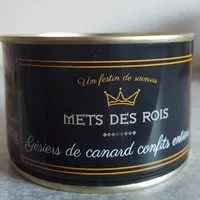 Un festin de saveurs
METS DES ROIS
Gésiers de canard confits entiers